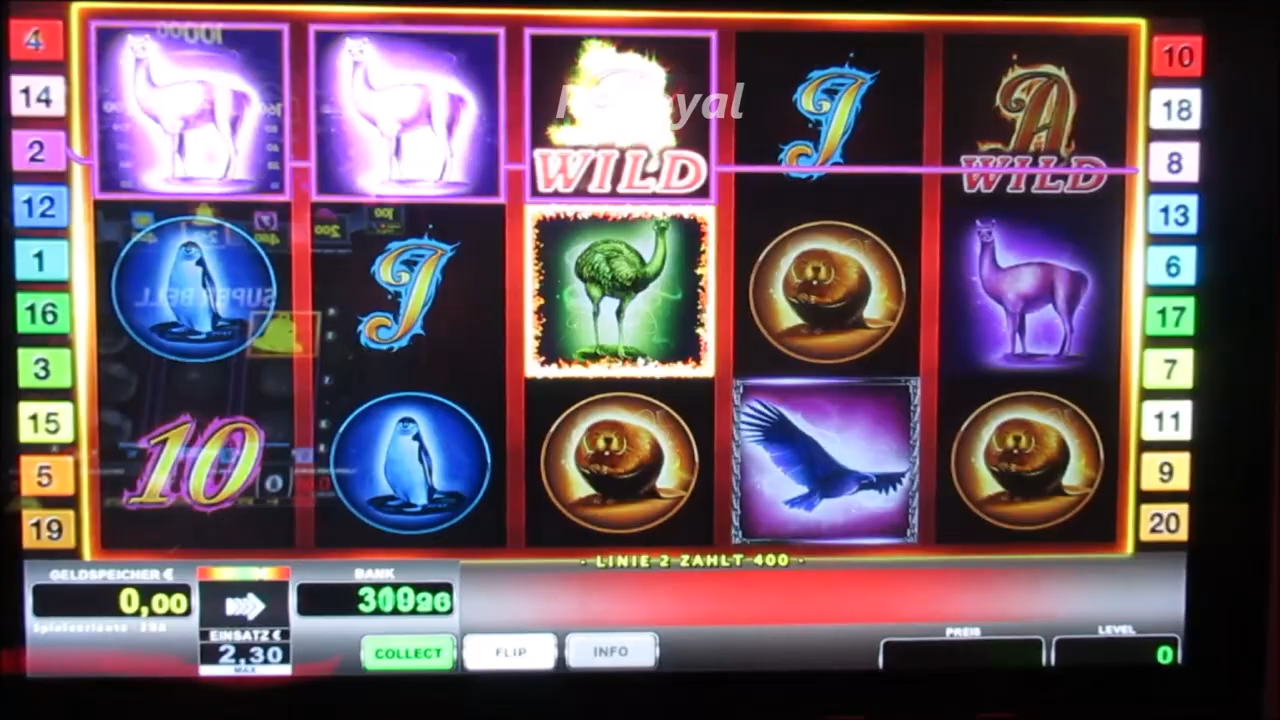 4
10
14
18
2
WILD
J
A
WILD
8
12
13
1
J
6
16
17
3
7
15
10
11
5
9
19
20
- LINIE 2 ZAHLT 400 -
GELDSPEICHER €
BANK
0,00
EINSATZ €
2,30
MAX
COLLECT
FLIP
INFO
PREIS
LEVEL
0